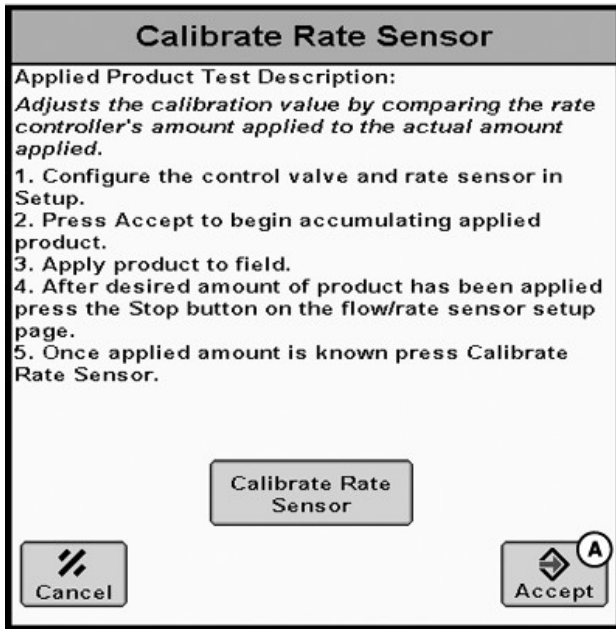 Calibrate Rate Sensor
Applied Product Test Description:
Adjusts the calibration value by comparing the rate
controller's amount applied to the actual amount
applied.
1. Configure the control valve and rate sensor in
Setup.
2. Press Accept to begin accumulating applied
product.
3. Apply product to field.
4. After desired amount of product has been applied
press the Stop button on the flow/rate sensor setup
page.
5. Once applied amount is known press Calibrate
Rate Sensor.
Calibrate Rate
Sensor
Cancel
A
Accept